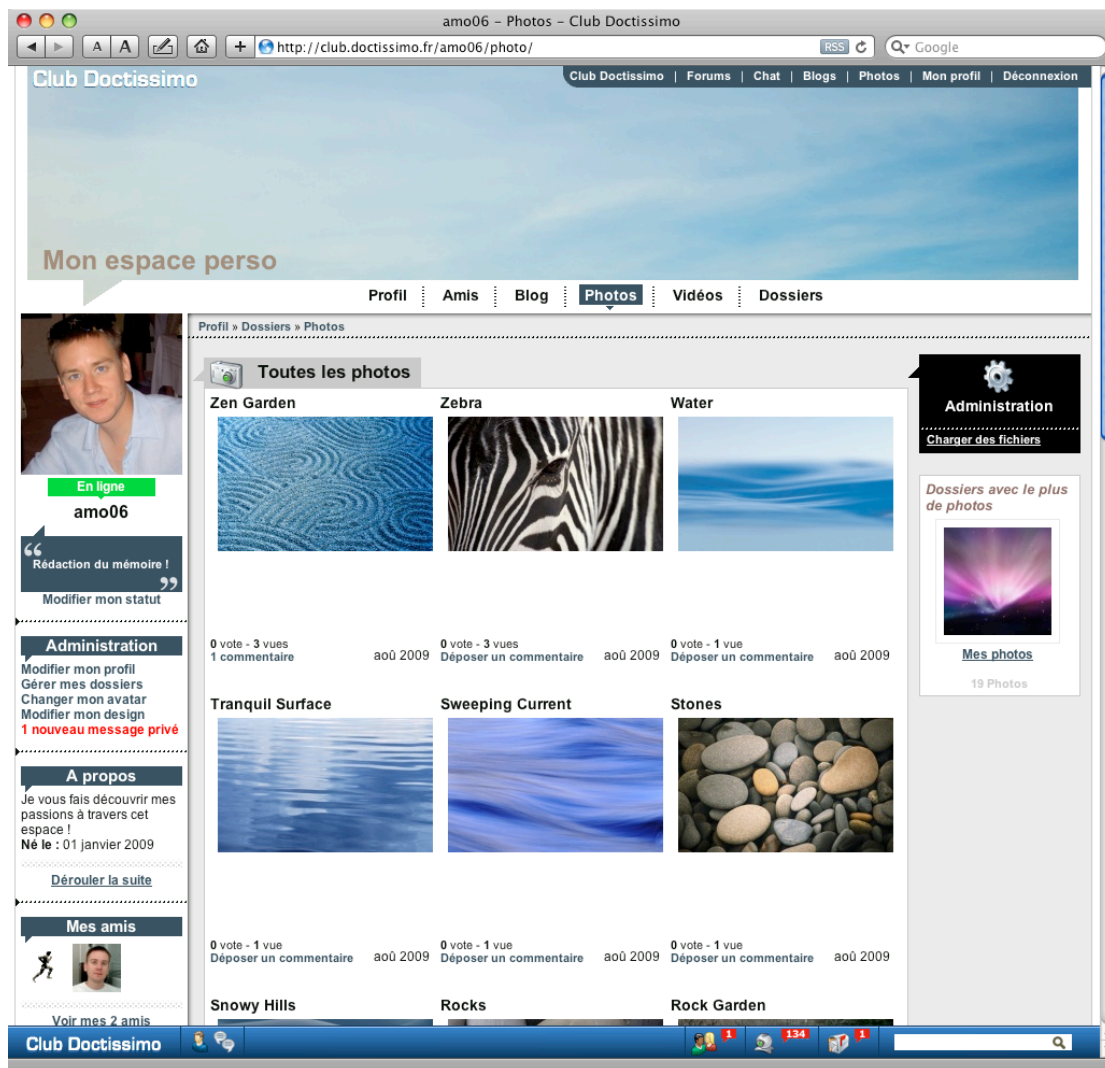 amo06 – Photos – Club Doctissimo
A A + http://club.doctissimo.fr/amo06/photo/ RSS Google
Club Doctissimo
Club Doctissimo | Forums | Chat | Blogs | Photos | Mon profil | Déconnexion
Mon espace perso
Profil Amis Blog Photos Vidéos Dossiers
En ligne
amo06
“
Rédaction du mémoire !
”
Modifier mon statut
Administration
Modifier mon profil
Gérer mes dossiers
Changer mon avatar
Modifier mon design
1 nouveau message privé
A propos
Je vous fais découvrir mes
passions à travers cet
espace !
Né le : 01 janvier 2009
Dérouler la suite
Mes amis
Voir mes 2 amis
Profil » Dossiers » Photos
Toutes les photos
Zen Garden Zebra Water
0 vote - 3 vues 0 vote - 3 vues 0 vote - 1 vue
1 commentaire aoû 2009 Déposer un commentaire aoû 2009 Déposer un commentaire aoû 2009
Tranquil Surface Sweeping Current Stones
0 vote - 1 vue 0 vote - 1 vue 0 vote - 1 vue
Déposer un commentaire aoû 2009 Déposer un commentaire aoû 2009 Déposer un commentaire aoû 2009
Snowy Hills Rocks Rock Garden
Administration
Charger des fichiers
Dossiers avec le plus
de photos
Mes photos
19 Photos
Club Doctissimo 1 134 1